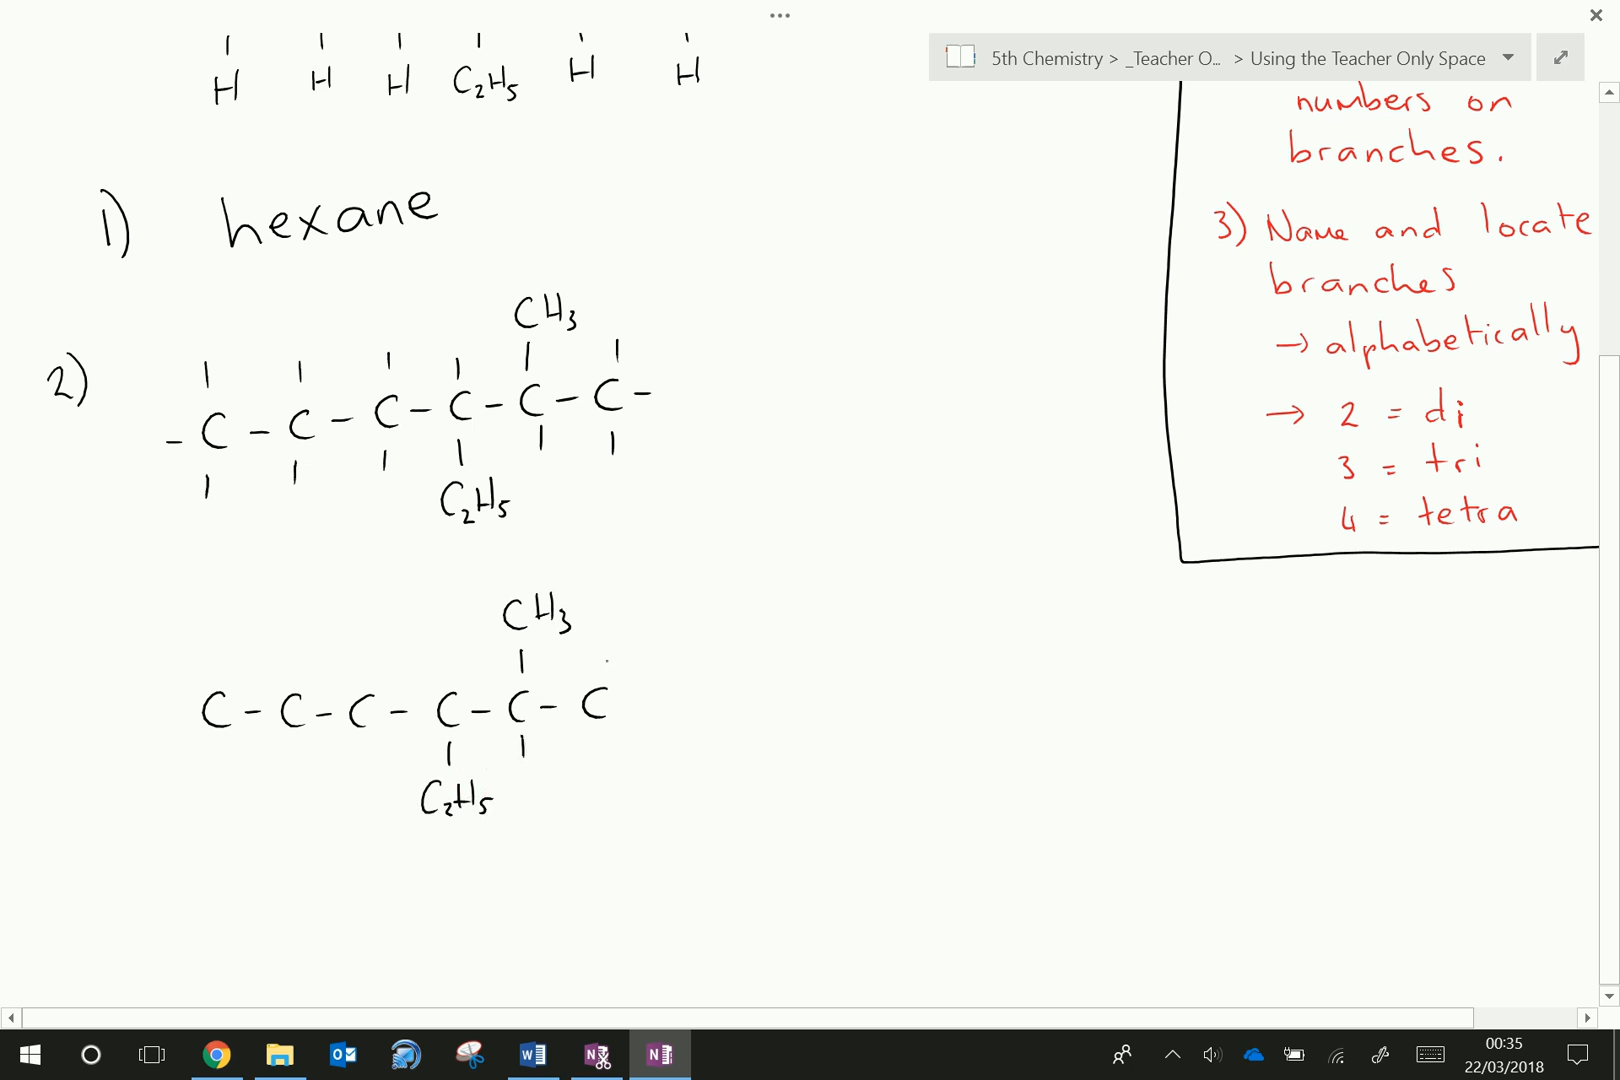 5th Chemistry > _Teacher O... > Using the Teacher Only Space
H H H C₂H₅ H H
numbers on
branches.
1) hexane
3) Name and locate
branches
→ alphabetically
→ 2 = di
3 = tri
4 = tetra
CH₃
2) - C - C - C - C - C - C -
C₂H₅
CH₃
C - C - C - C - C - C
C₂H₅
00:35
22/03/2018